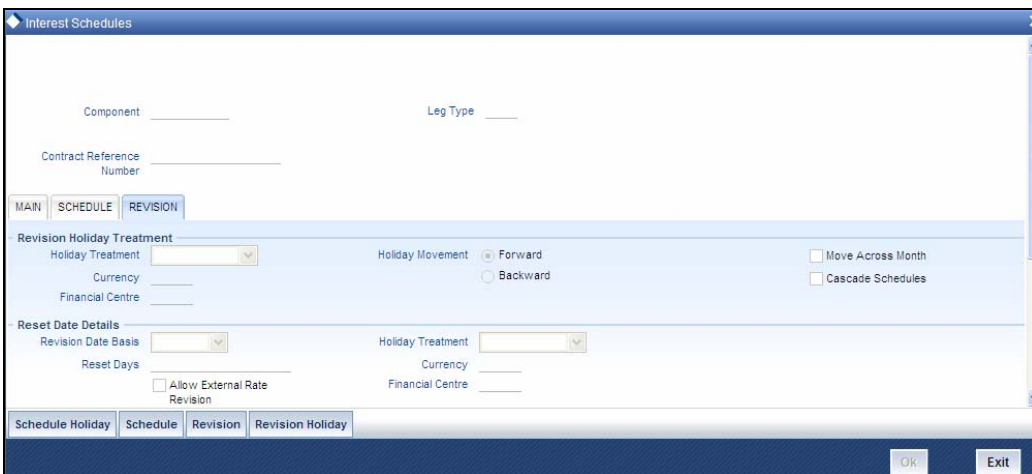 Interest Schedules
Component Leg Type
Contract Reference
Number
MAIN SCHEDULE REVISION
Revision Holiday Treatment
Holiday Treatment Holiday Movement Forward Move Across Month
Currency Backward Cascade Schedules
Financial Centre
Reset Date Details
Revision Date Basis Holiday Treatment
Reset Days Currency
Allow External Rate Financial Centre
Revision
Schedule Holiday Schedule Revision Revision Holiday
Ok Exit